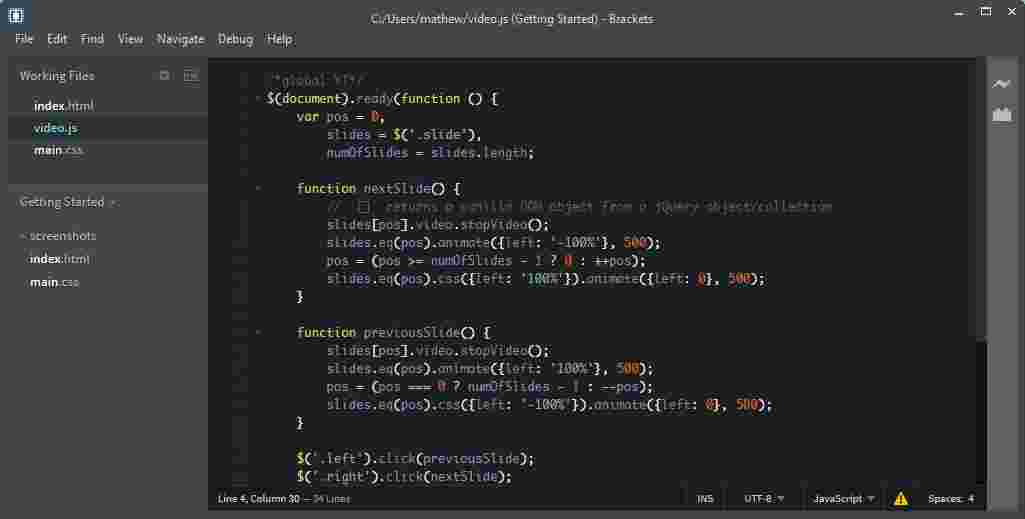 C:/Users/mathew/video.js (Getting Started) - Brackets
File Edit Find View Navigate Debug Help
Working Files
index.html
video.js
main.css
Getting Started
screenshots
index.html
main.css
*global YT*/
$(document).ready(function () {
var pos = 0,
slides = $('.slide'),
numOfSlides = slides.length;
function nextSlide() {
// [] returns a vanilla DOM object from a jQuery object/collection
slides[pos].video.stopVideo();
slides.eq(pos).animate({left: '-100%'}, 500);
pos = (pos >= numOfSlides - 1 ? 0 : ++pos);
slides.eq(pos).css({left: '100%'}).animate({left: 0}, 500);
}
function previousSlide() {
slides[pos].video.stopVideo();
slides.eq(pos).animate({left: '100%'}, 500);
pos = (pos === 0 ? numOfSlides - 1 : --pos);
slides.eq(pos).css({left: '-100%'}).animate({left: 0}, 500);
}
$('.left').click(previousSlide);
$('.right').click(nextSlide);
Line 4, Column 30 — 34 Lines INS UTF-8 JavaScript Spaces: 4